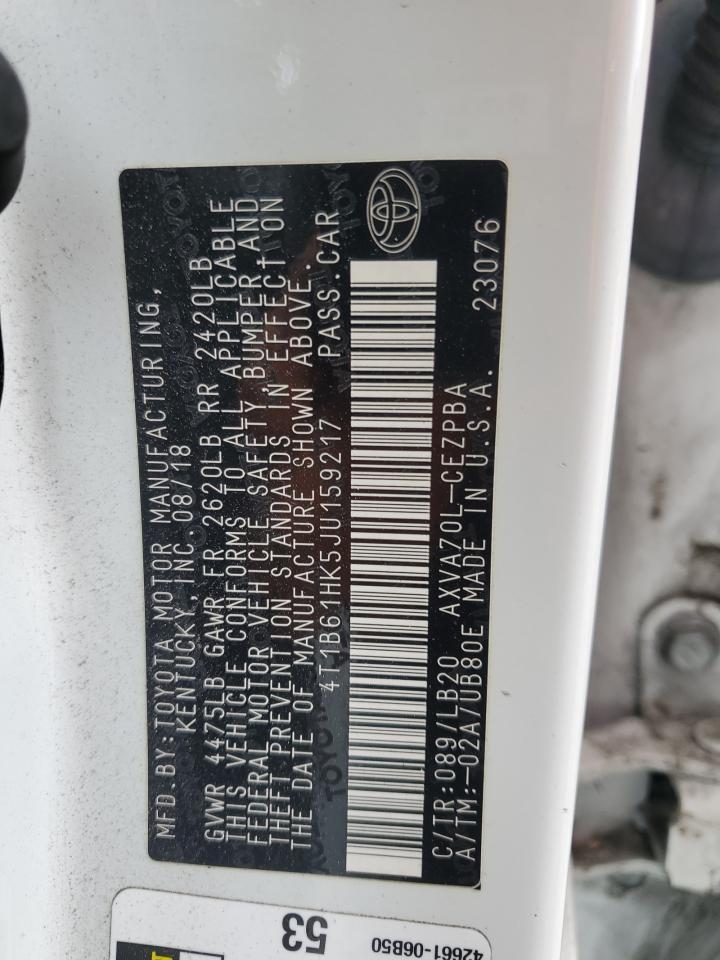 MFD.BY:TOYOTA MOTOR MANUFACTURING,
KENTUCKY, INC. 08/18
GVWR 4475LB GAWR FR 2620LB RR 2420LB
THIS VEHICLE CONFORMS TO ALL APPLICABLE
FEDERAL MOTOR VEHICLE SAFETY,BUMPER AND
THEFT PREVENTION STANDARDS IN EFFECT ON
THE DATE OF MANUFACTURE SHOWN ABOVE.
4T1B61HK5JU159217 PASS.CAR
C/TR:089/LB20 AXVA70L-CEZPBA
A/TM:-02A/UB80E MADE IN U.S.A. 23076
53
42661-06B50